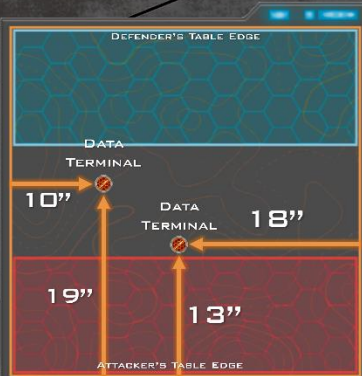 DEFENDER'S TABLE EDGE
DATA
TERMINAL
10"
DATA
TERMINAL
18"
19"
13"
ATTACKER'S TABLE EDGE